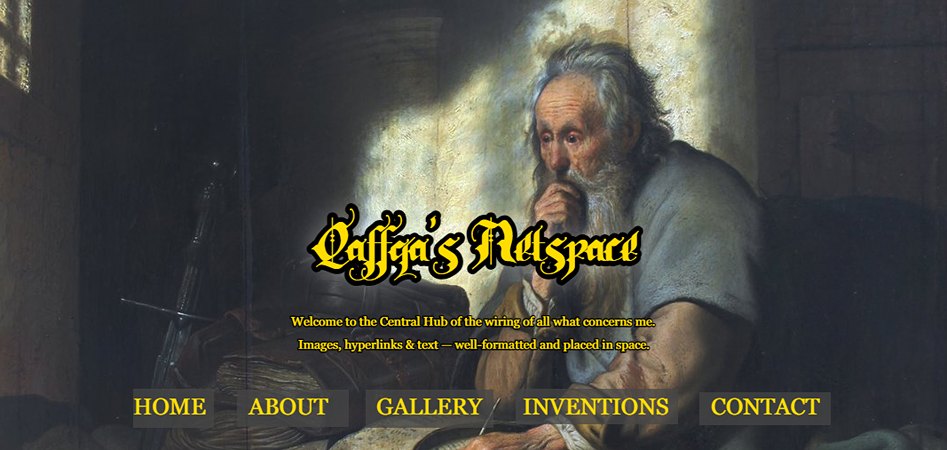 Qaffqa's Netspace
Welcome to the Central Hub of the wiring of all what concerns me.
Images, hyperlinks & text — well-formatted and placed in space.
HOME ABOUT GALLERY INVENTIONS CONTACT